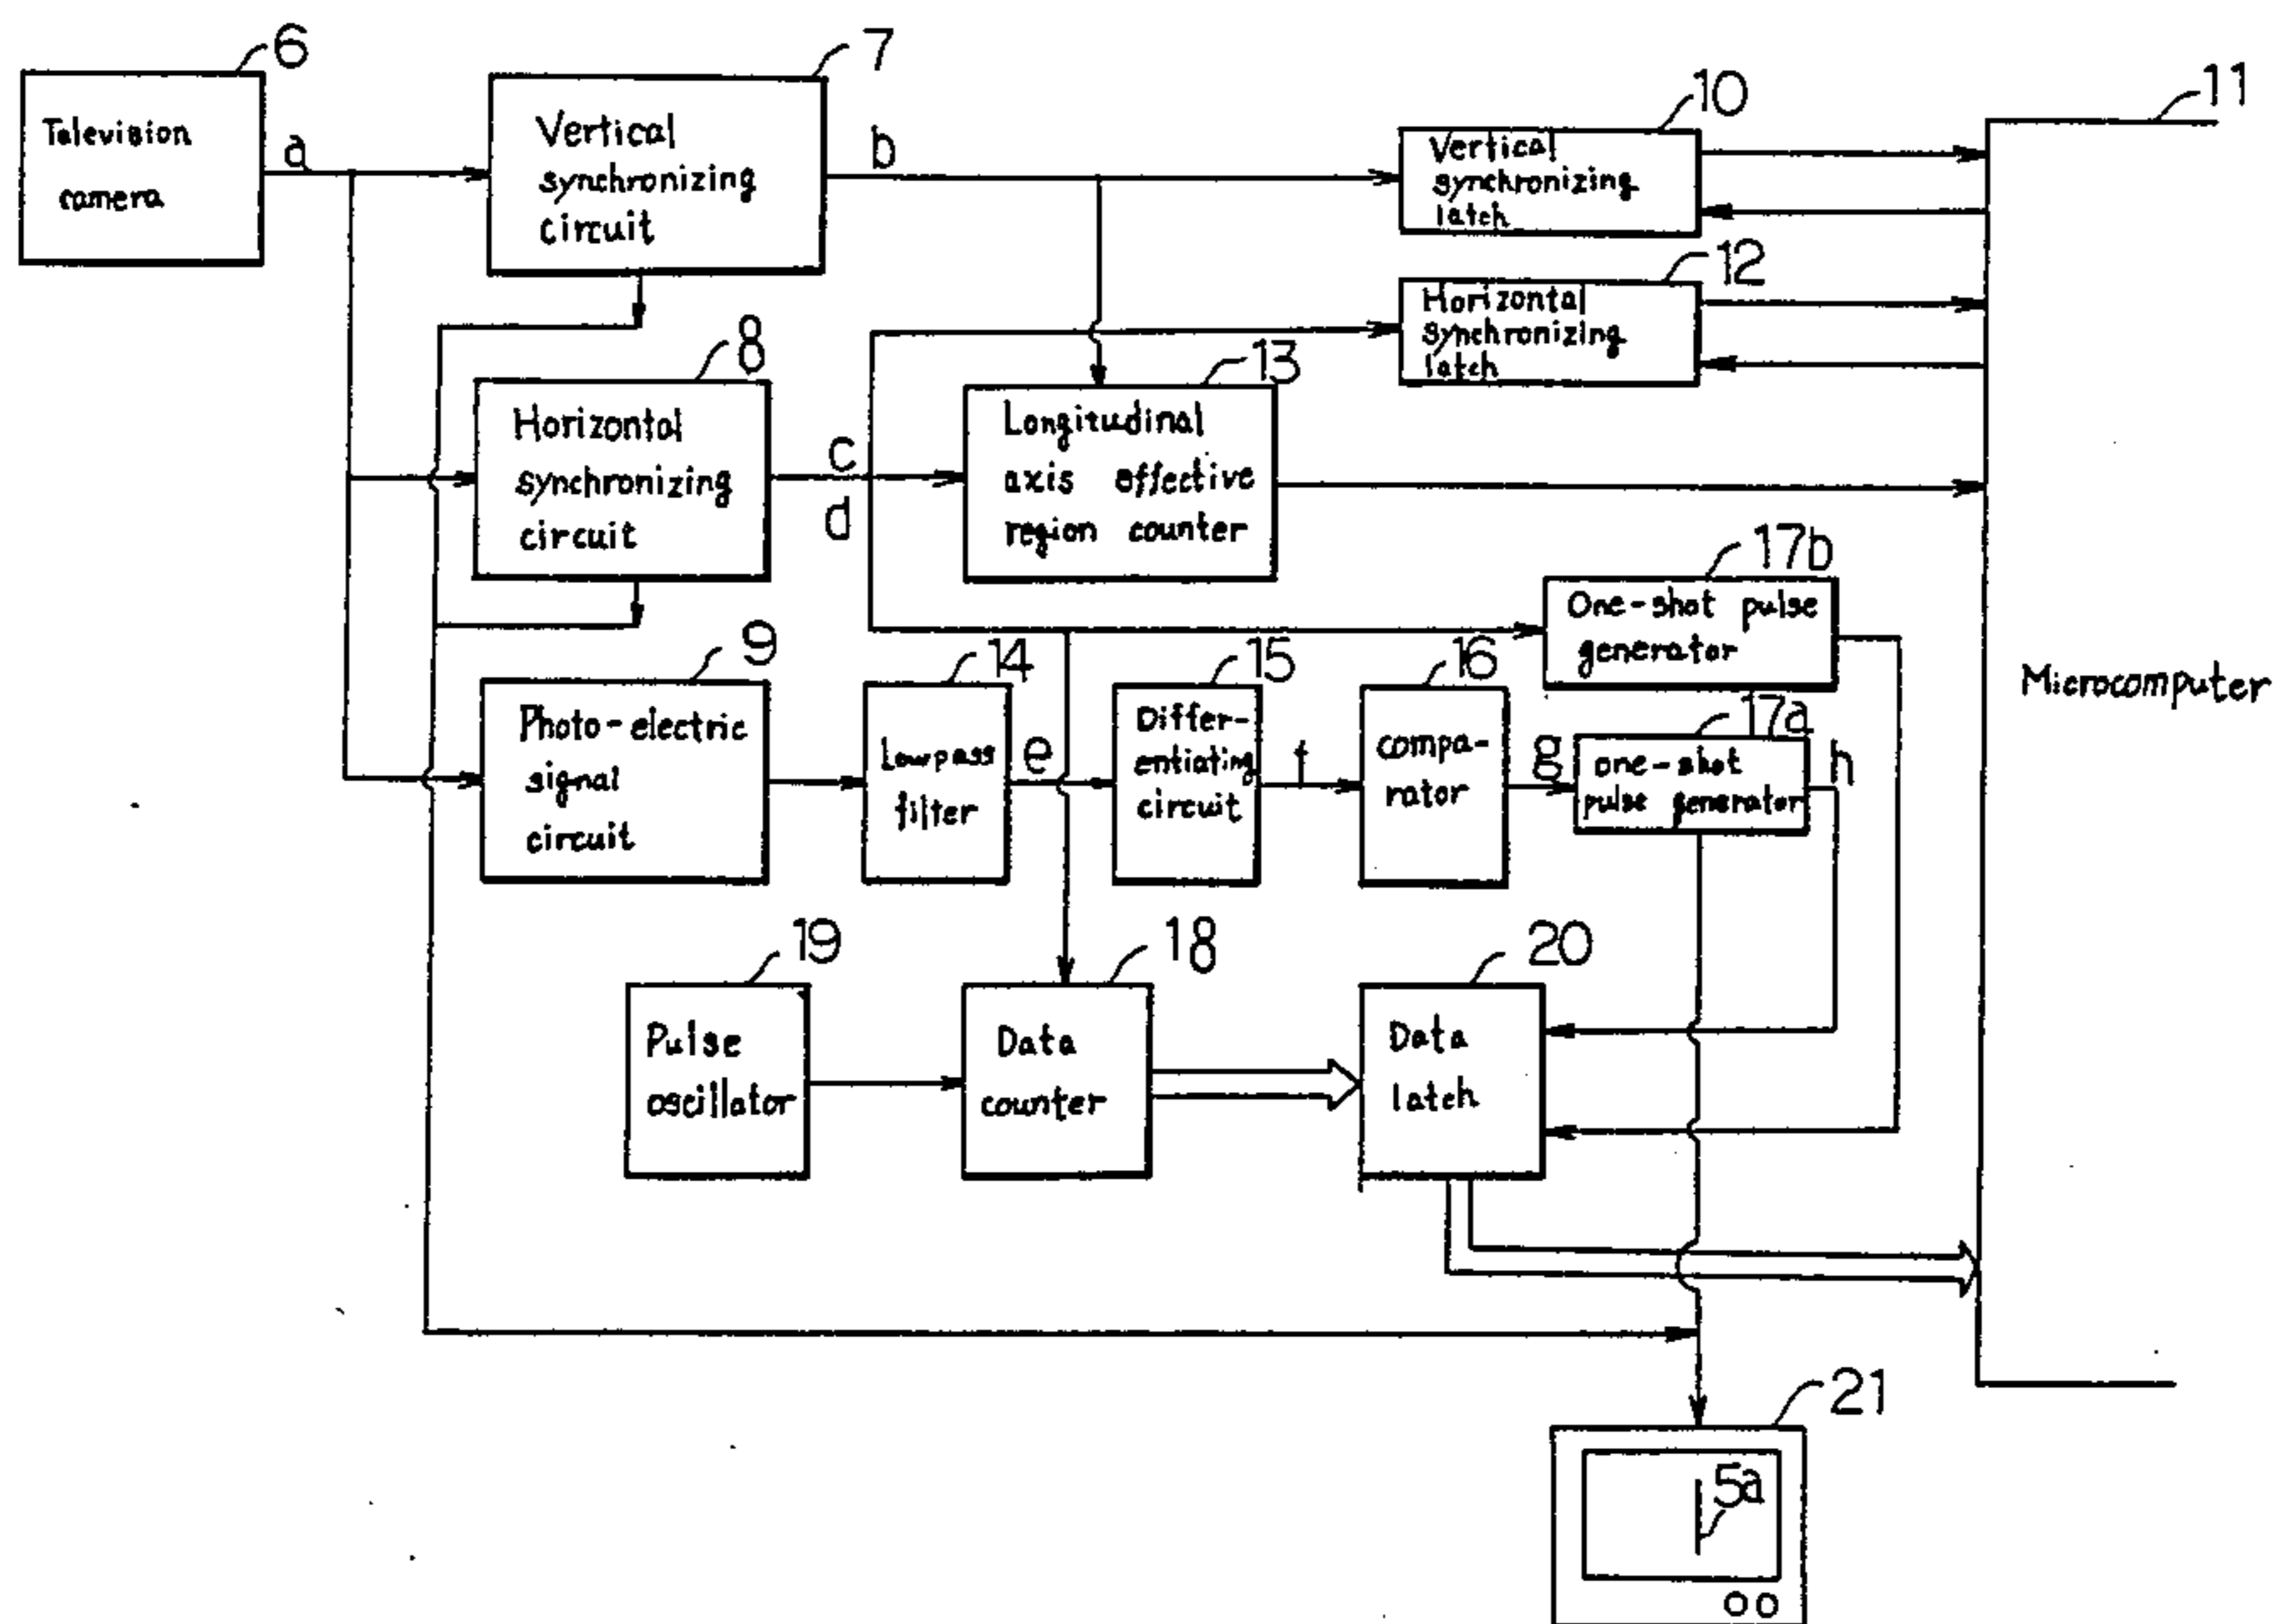 6
Television
camera
a
7
Vertical
synchronizing
circuit
b
10
Vertical
synchronizing
latch
11
12
Horizontal
synchronizing
latch
8
Horizontal
synchronizing
circuit
c
d
13
Longitudinal
axis effective
region counter
17b
One-shot pulse
generator
Microcomputer
9
Photo-electric
signal
circuit
14
Lowpass
filter
e
15
Differ-
entiating
circuit
f
16
compa-
rator
g
17a
one-shot
pulse generator
h
19
Pulse
oscillator
18
Data
counter
20
Data
latch
21
5a